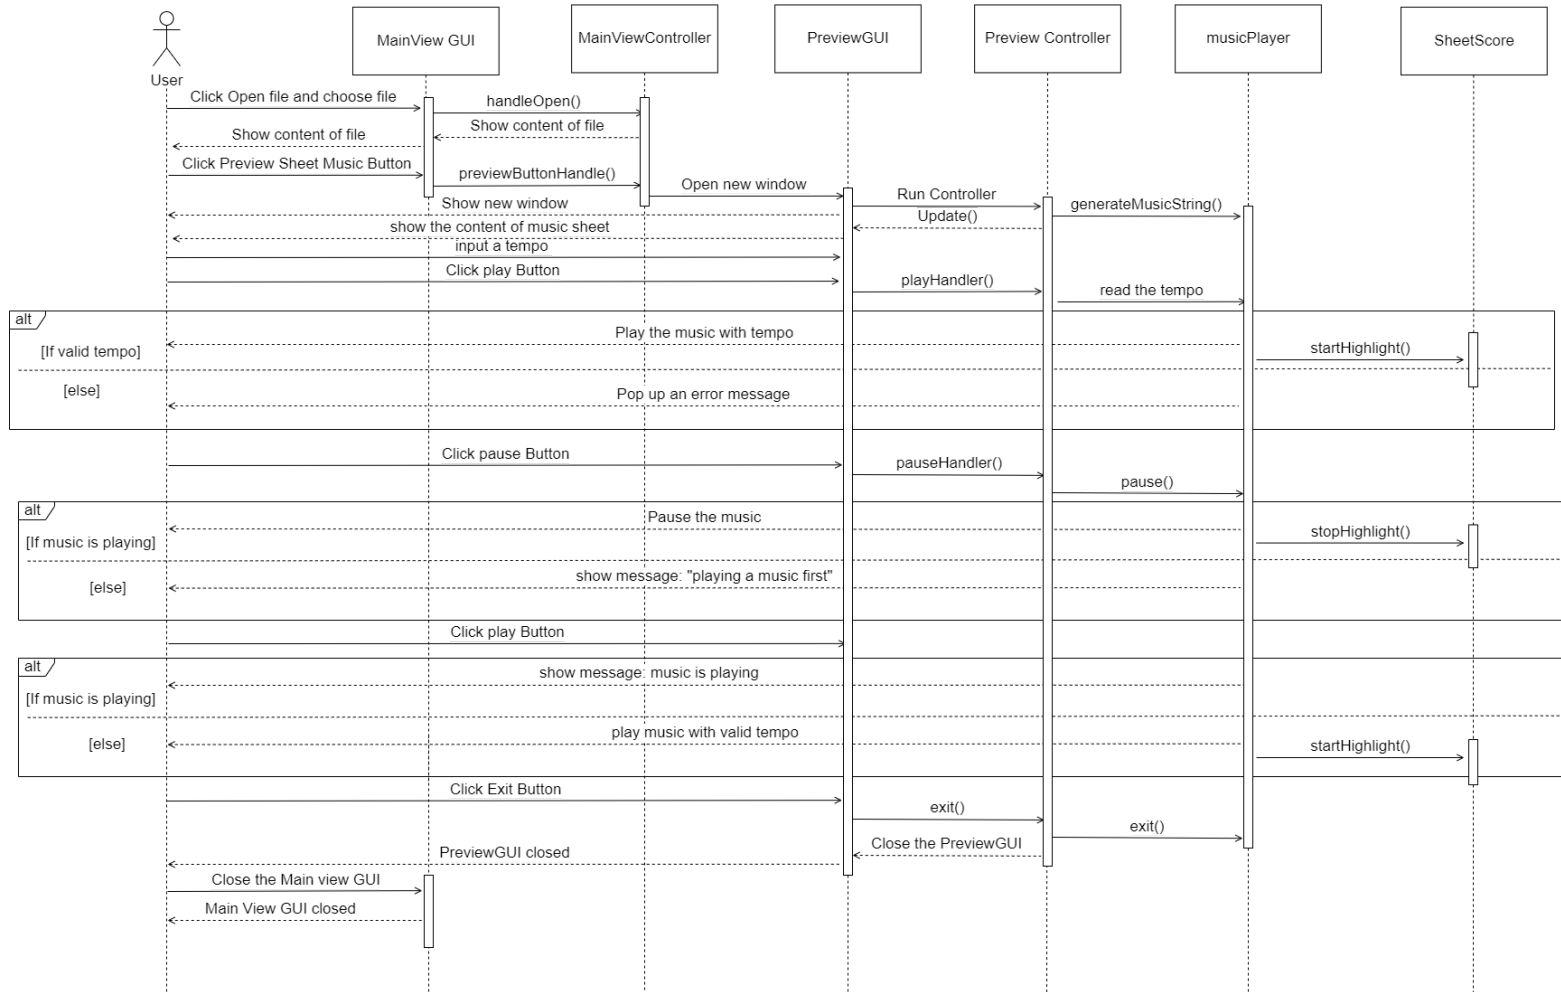 User
MainView GUI
MainViewController
PreviewGUI
Preview Controller
musicPlayer
SheetScore
Click Open file and choose file
handleOpen()
Show content of file
Show content of file
Click Preview Sheet Music Button
previewButtonHandle()
Open new window
Run Controller
generateMusicString()
Show new window
Update()
show the content of music sheet
input a tempo
Click play Button
playHandler()
read the tempo
alt
Play the music with tempo
[If valid tempo]
startHighlight()
[else]
Pop up an error message
Click pause Button
pauseHandler()
pause()
alt
Pause the music
[If music is playing]
stopHighlight()
[else]
show message: "playing a music first"
Click play Button
alt
show message: music is playing
[If music is playing]
[else]
play music with valid tempo
startHighlight()
Click Exit Button
exit()
exit()
Close the PreviewGUI
PreviewGUI closed
Close the Main view GUI
Main View GUI closed